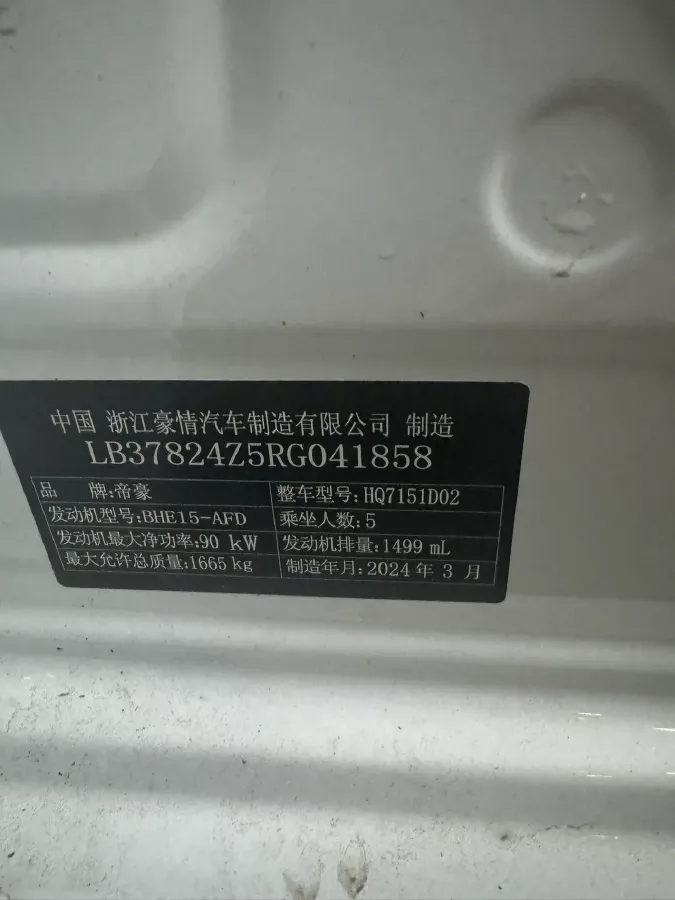 中国 浙江豪情汽车制造有限公司 制造
LB37824Z5RG041858
品 牌:帝豪 整车型号:HQ7151D02
发动机型号:BHE15-AFD 乘坐人数:5
发动机最大净功率:90 kW 发动机排量:1499 mL
最大允许总质量:1665 kg 制造年月:2024 年 3 月